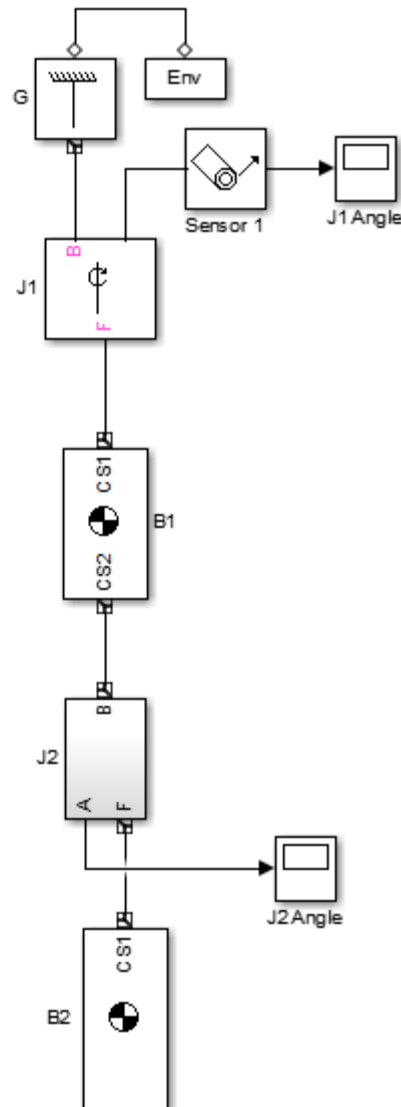 Env
G
Sensor 1
J1 Angle
B
J1
F
CS1
B1
CS2
B
J2
A
F
J2 Angle
CS1
B2